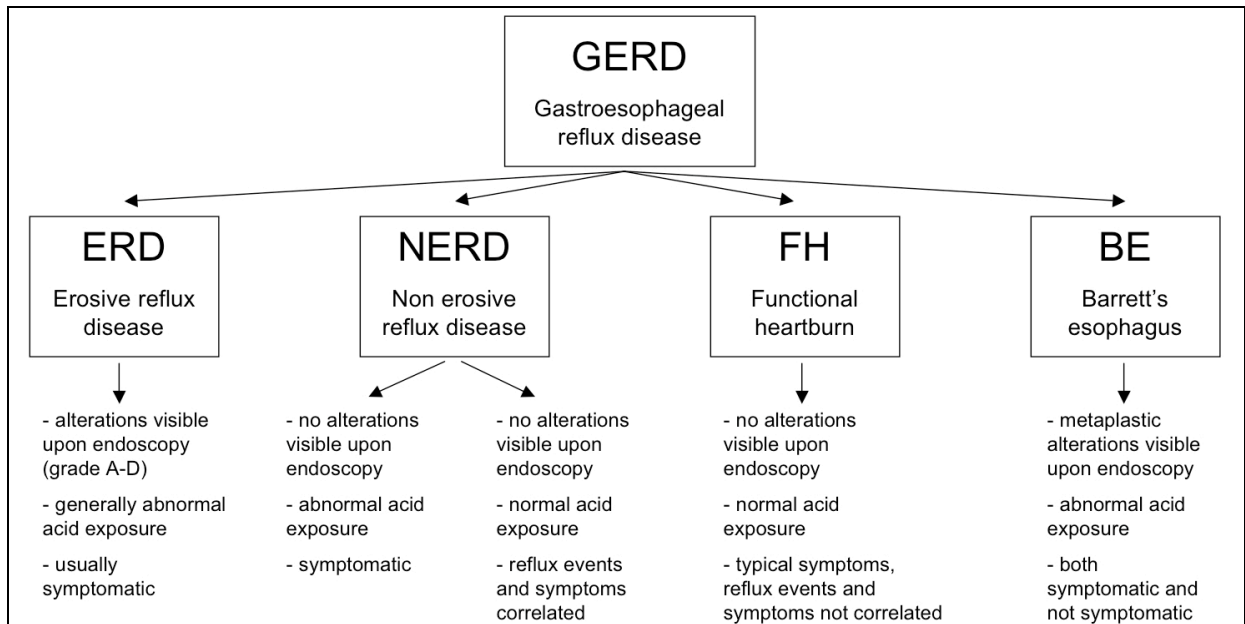 GERD
Gastroesophageal
reflux disease
ERD
Erosive reflux
disease
NERD
Non erosive
reflux disease
FH
Functional
heartburn
BE
Barrett’s
esophagus
- alterations visible
upon endoscopy
(grade A-D)
- generally abnormal
acid exposure
- usually
symptomatic
- no alterations
visible upon
endoscopy
- abnormal acid
exposure
- symptomatic
- no alterations
visible upon
endoscopy
- normal acid
exposure
- reflux events
and symptoms
correlated
- no alterations
visible upon
endoscopy
- normal acid
exposure
- typical symptoms,
reflux events and
symptoms not correlated
- metaplastic
alterations visible
upon endoscopy
- abnormal acid
exposure
- both
symptomatic and
not symptomatic